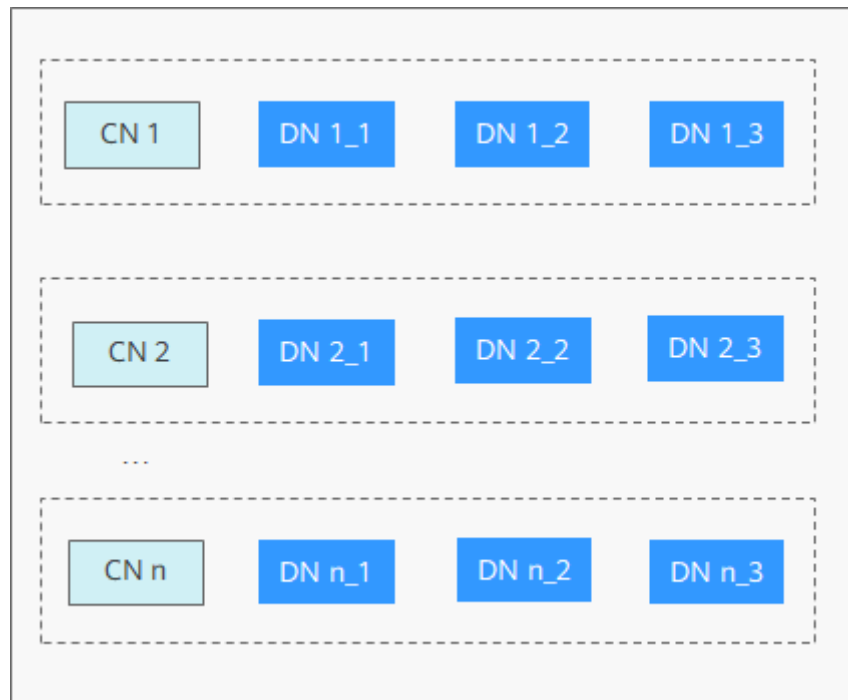 CN 1 DN 1_1 DN 1_2 DN 1_3
CN 2 DN 2_1 DN 2_2 DN 2_3
...
CN n DN n_1 DN n_2 DN n_3